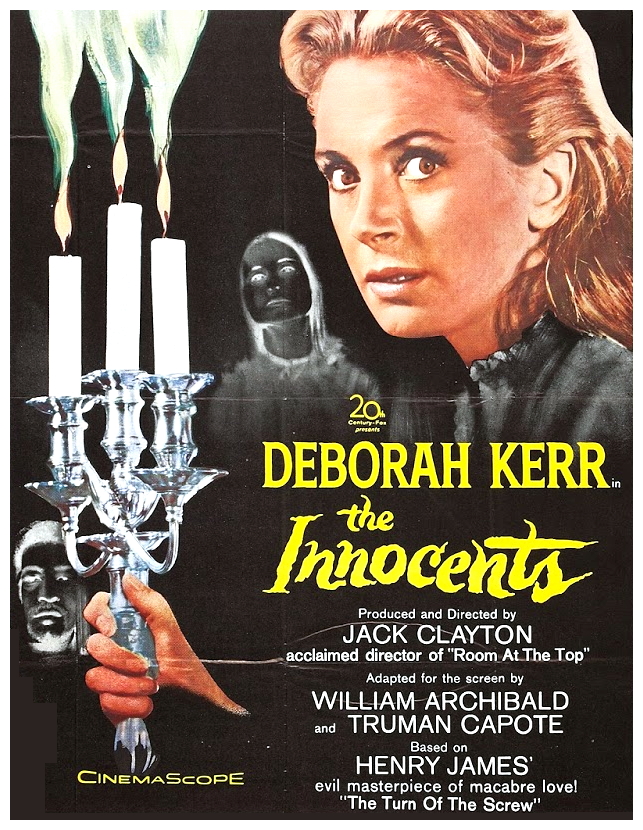 20th
Century-Fox
presents
DEBORAH KERR in
the
Innocents
Produced and Directed by
JACK CLAYTON
acclaimed director of "Room At The Top"
Adapted for the screen by
WILLIAM ARCHIBALD
and TRUMAN CAPOTE
Based on
HENRY JAMES'
evil masterpiece of macabre love!
"The Turn Of The Screw"
CINEMASCOPE